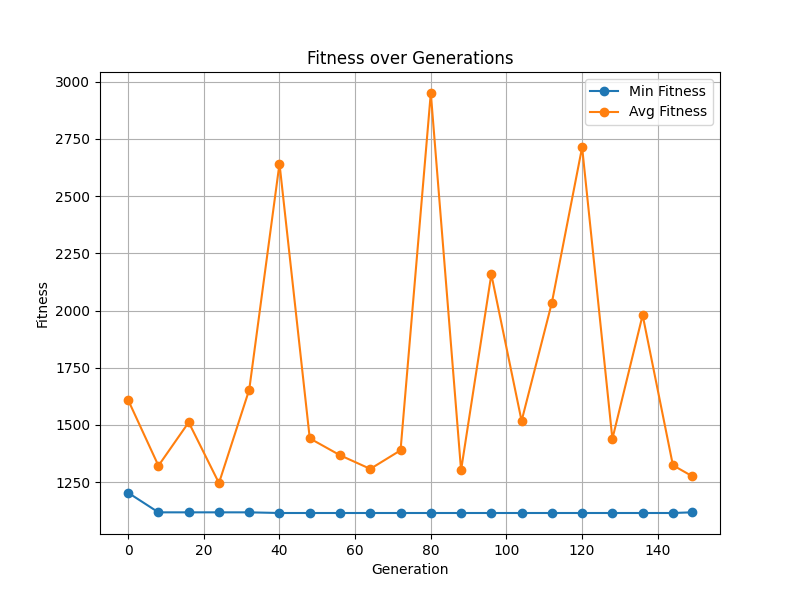 Fitness over Generations
Min Fitness
Avg Fitness
3000
2750
2500
2250
2000
1750
1500
1250
Fitness
0 20 40 60 80 100 120 140
Generation